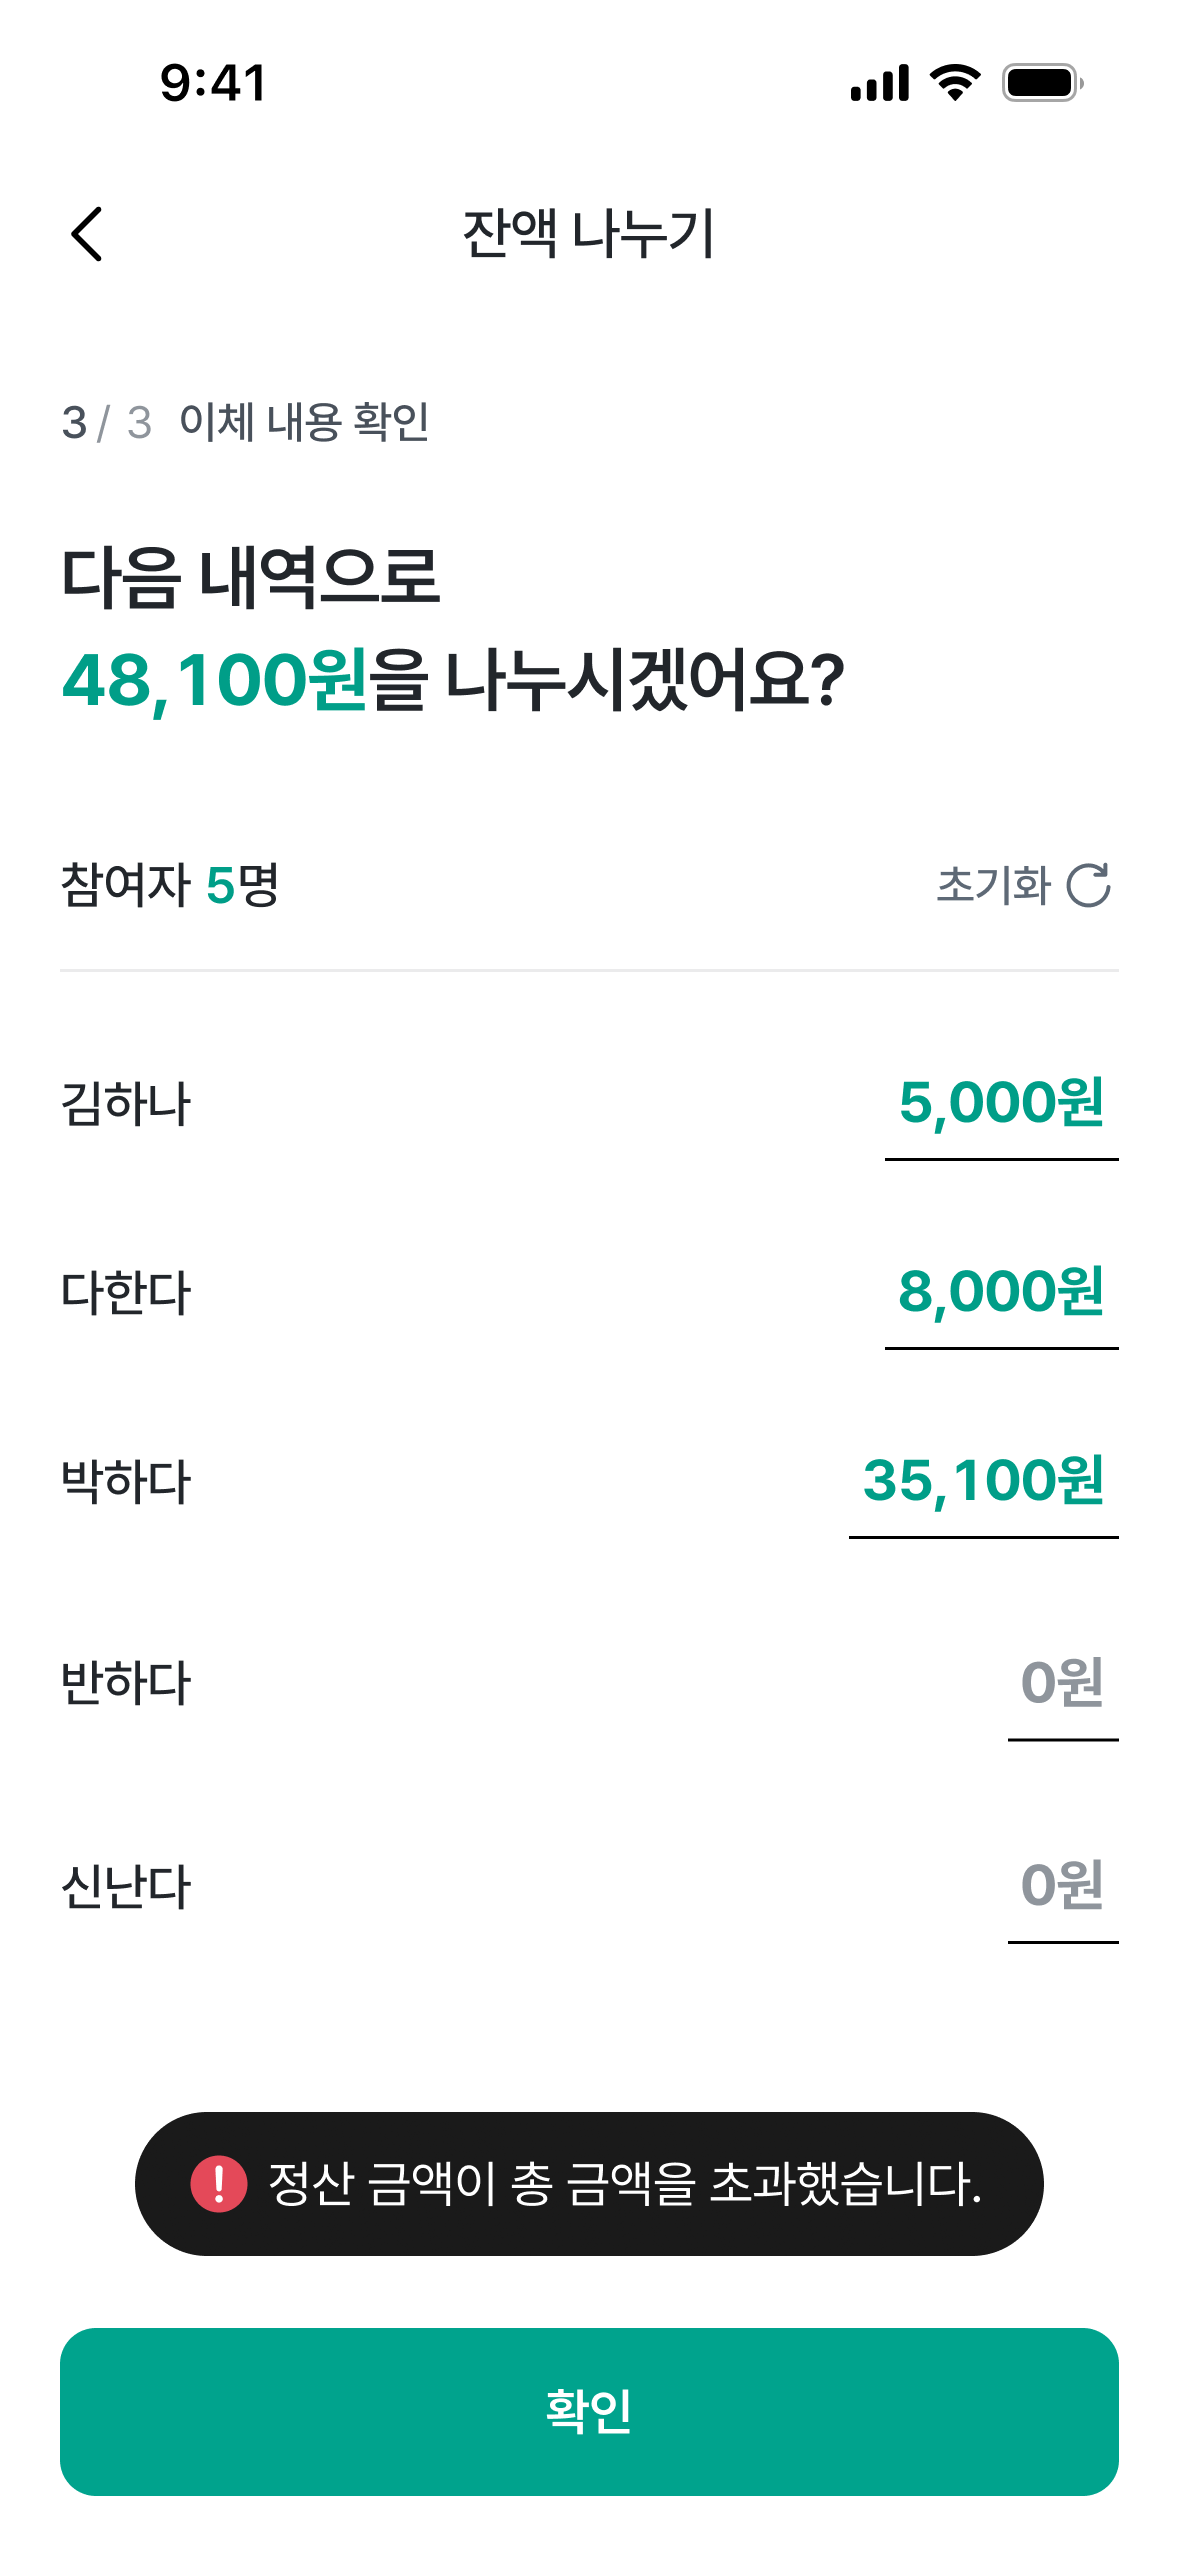 9:41
잔액 나누기
3 / 3 이체 내용 확인
다음 내역으로
48,100원을 나누시겠어요?
참여자 5명
초기화
김하나 5,000원
다한다 8,000원
박하다 35,100원
반하다 0원
신난다 0원
정산 금액이 총 금액을 초과했습니다.
확인